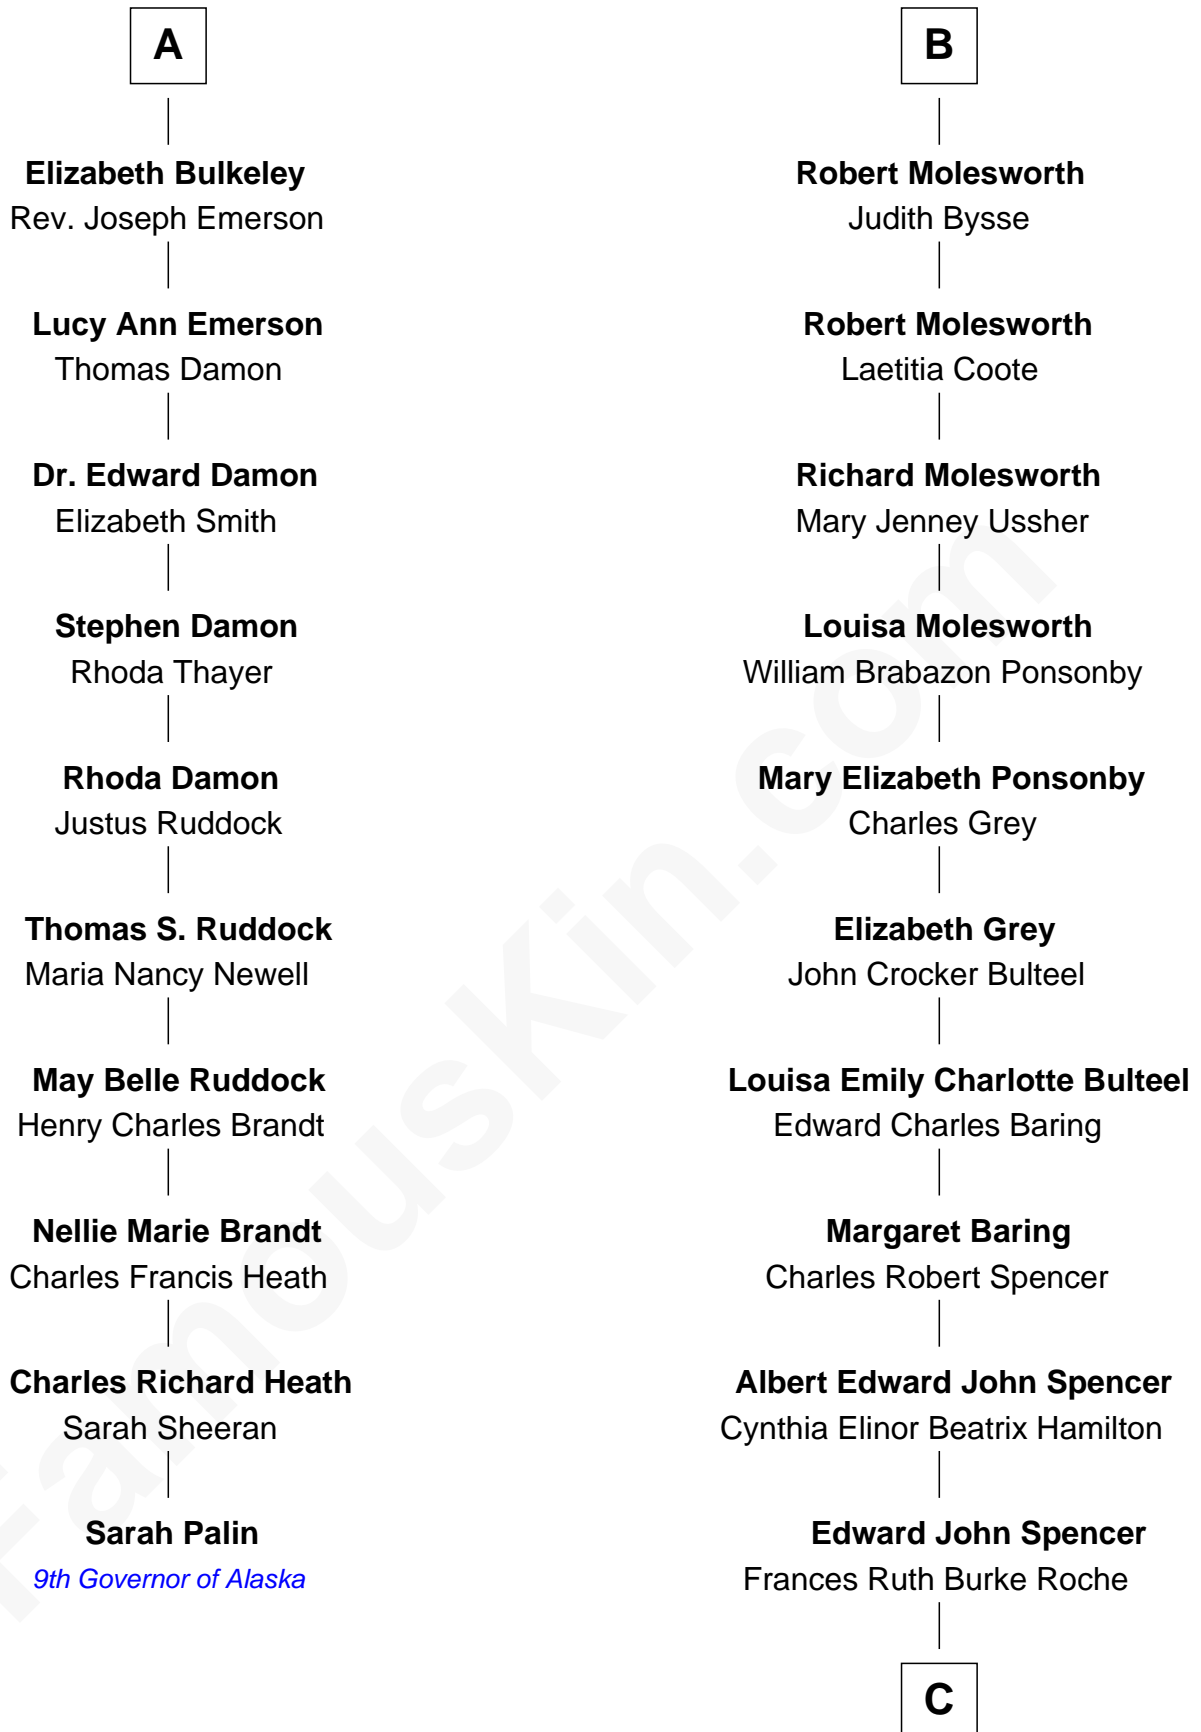 A
Elizabeth Bulkeley
Rev. Joseph Emerson
Lucy Ann Emerson
Thomas Damon
Dr. Edward Damon
Elizabeth Smith
Stephen Damon
Rhoda Thayer
Rhoda Damon
Justus Ruddock
Thomas S. Ruddock
Maria Nancy Newell
May Belle Ruddock
Henry Charles Brandt
Nellie Marie Brandt
Charles Francis Heath
Charles Richard Heath
Sarah Sheeran
Sarah Palin
9th Governor of Alaska
B
Robert Molesworth
Judith Bysse
Robert Molesworth
Laetitia Coote
Richard Molesworth
Mary Jenney Ussher
Louisa Molesworth
William Brabazon Ponsonby
Mary Elizabeth Ponsonby
Charles Grey
Elizabeth Grey
John Crocker Bulteel
Louisa Emily Charlotte Bulteel
Edward Charles Baring
Margaret Baring
Charles Robert Spencer
Albert Edward John Spencer
Cynthia Elinor Beatrix Hamilton
Edward John Spencer
Frances Ruth Burke Roche
C
FamousKin.com